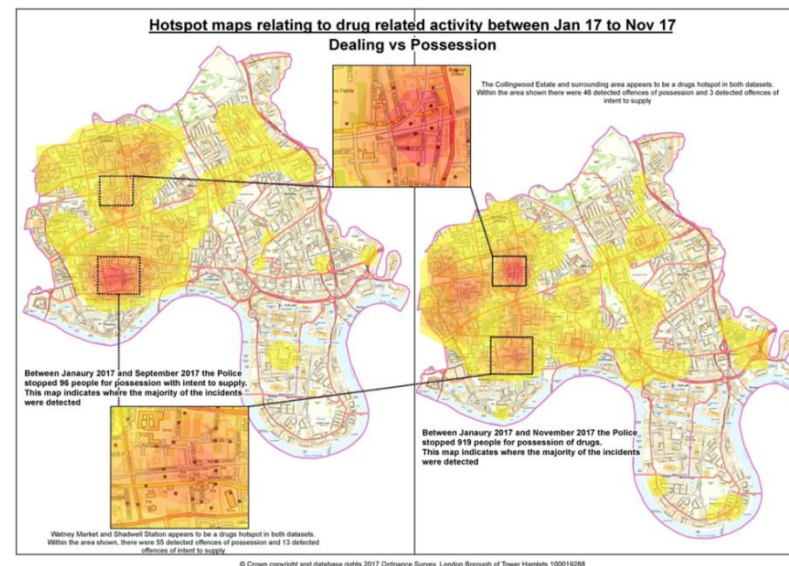 Hotspot maps relating to drug related activity between Jan 17 to Nov 17
Dealing vs Possession
The Collingwood Estate and surrounding area appears to be a drugs hotspot in both datasets.
Within the area shown there were 46 detected offences of possession and 3 detected offences of
intent to supply
Between Janaury 2017 and September 2017 the Police
stopped 96 people for possession with intent to supply.
This map indicates where the majority of the incidents
were detected
Between Janaury 2017 and November 2017 the Police
stopped 919 people for possession of drugs.
This map indicates where the majority of the incidents
were detected
Watney Market and Shadwell Station appears to be a drugs hotspot in both datasets.
Within the area shown, there were 55 detected offences of possession and 13 detected
offences of intent to supply
© Crown copyright and database rights 2017 Ordnance Survey, London Borough of Tower Hamlets 100019288